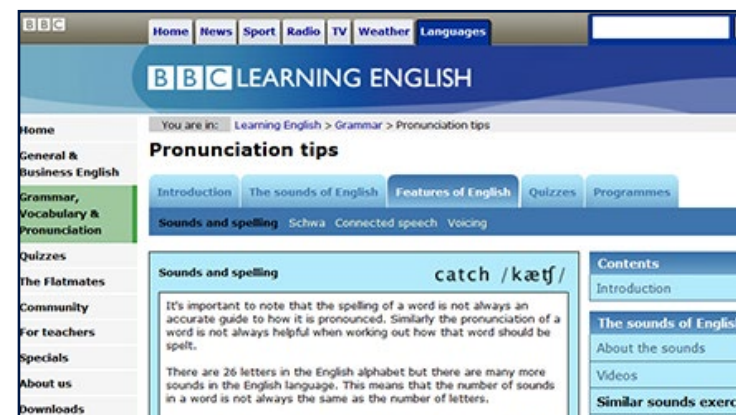 BBC
Home News Sport Radio TV Weather Languages
BBC LEARNING ENGLISH
Home
General &
Business English
Grammar,
Vocabulary &
Pronunciation
Quizzes
The Flatmates
Community
For teachers
Specials
About us
Downloads
You are in: Learning English > Grammar > Pronunciation tips
Pronunciation tips
Introduction The sounds of English Features of English Quizzes Programmes
Sounds and spelling Schwa Connected speech Voicing
Sounds and spelling catch /kætʃ/
It's important to note that the spelling of a word is not always an
accurate guide to how it is pronounced. Similarly the pronunciation of a
word is not always helpful when working out how that word should be
spelt.
There are 26 letters in the English alphabet but there are many more
sounds in the English language. This means that the number of sounds
in a word is not always the same as the number of letters.
Contents
Introduction
The sounds of Englis
About the sounds
Videos
Similar sounds exerc